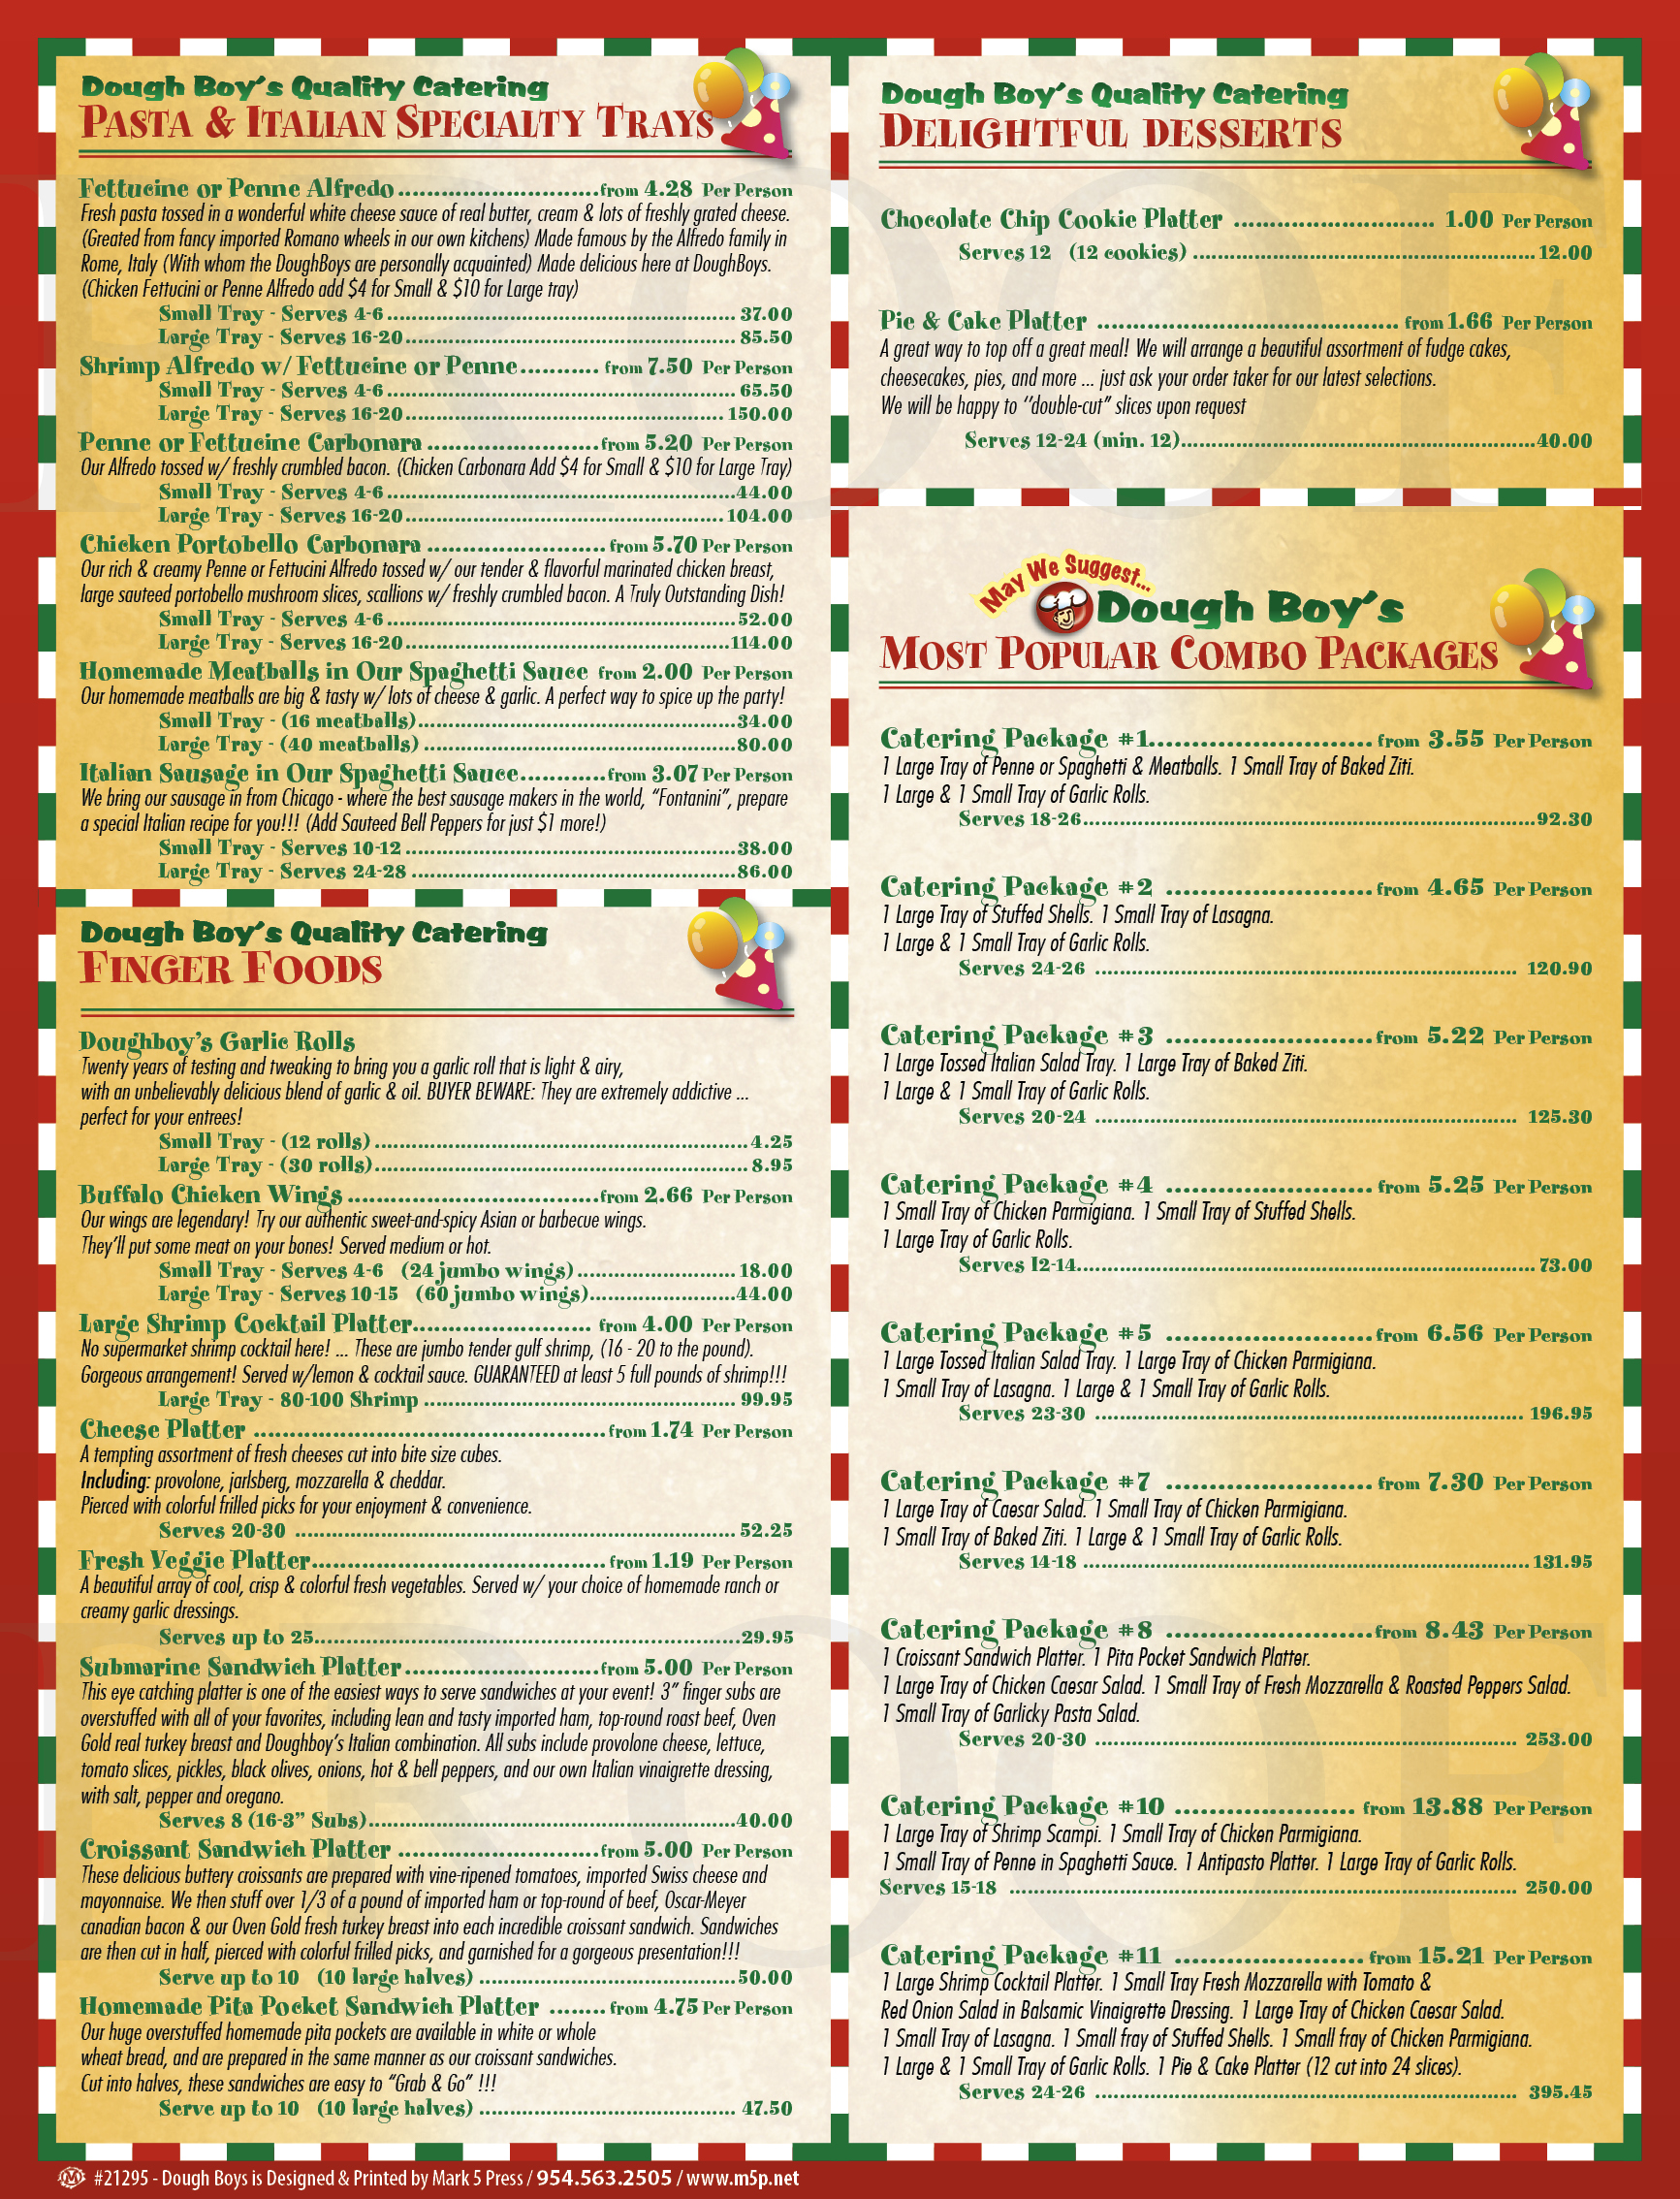 Dough Boy's Quality Catering
Pasta & Italian Specialty Trays
Fettucine or Penne Alfredo from 4.28 Per Person
Fresh pasta tossed in a wonderful white cheese sauce of real butter, cream & lots of freshly grated cheese.
(Greated from fancy imported Romano wheels in our own kitchens) Made famous by the Alfredo family in
Rome, Italy (With whom the DoughBoys are personally acquainted) Made delicious here at DoughBoys.
(Chicken Fettucini or Penne Alfredo add $4 for Small & $10 for Large tray)
Small Tray - Serves 4-6 37.00
Large Tray - Serves 16-20 85.50
Shrimp Alfredo w/ Fettucine or Penne from 7.50 Per Person
Small Tray - Serves 4-6 65.50
Large Tray - Serves 16-20 150.00
Penne or Fettucine Carbonara from 5.20 Per Person
Our Alfredo tossed w/ freshly crumbled bacon. (Chicken Carbonara Add $4 for Small & $10 for Large Tray)
Small Tray - Serves 4-6 44.00
Large Tray - Serves 16-20 104.00
Chicken Portobello Carbonara from 5.70 Per Person
Our rich & creamy Penne or Fettucini Alfredo tossed w/ our tender & flavorful marinated chicken breast,
large sauteed portobello mushroom slices, scallions w/ freshly crumbled bacon. A Truly Outstanding Dish!
Small Tray - Serves 4-6 52.00
Large Tray - Serves 16-20 114.00
Homemade Meatballs in Our Spaghetti Sauce from 2.00 Per Person
Our homemade meatballs are big & tasty w/ lots of cheese & garlic. A perfect way to spice up the party!
Small Tray - (16 meatballs) 34.00
Large Tray - (40 meatballs) 80.00
Italian Sausage in Our Spaghetti Sauce from 3.07 Per Person
We bring our sausage in from Chicago - where the best sausage makers in the world, "Fontanini", prepare
a special Italian recipe for you!!! (Add Sauteed Bell Peppers for just $1 more!)
Small Tray - Serves 10-12 38.00
Large Tray - Serves 24-28 86.00
Dough Boy's Quality Catering
Finger Foods
Doughboy's Garlic Rolls
Twenty years of testing and tweaking to bring you a garlic roll that is light & airy,
with an unbelievably delicious blend of garlic & oil. BUYER BEWARE: They are extremely addictive ...
perfect for your entrees!
Small Tray - (12 rolls) 4.25
Large Tray - (30 rolls) 8.95
Buffalo Chicken Wings from 2.66 Per Person
Our wings are legendary! Try our authentic sweet-and-spicy Asian or barbecue wings.
They'll put some meat on your bones! Served medium or hot.
Small Tray - Serves 4-6 (24 jumbo wings) 18.00
Large Tray - Serves 10-15 (60 jumbo wings) 44.00
Large Shrimp Cocktail Platter from 4.00 Per Person
No supermarket shrimp cocktail here! ... These are jumbo tender gulf shrimp, (16 - 20 to the pound).
Gorgeous arrangement! Served w/lemon & cocktail sauce. GUARANTEED at least 5 full pounds of shrimp!!!
Large Tray - 80-100 Shrimp 99.95
Cheese Platter from 1.74 Per Person
A tempting assortment of fresh cheeses cut into bite size cubes.
Including: provolone, jarlsberg, mozzarella & cheddar.
Pierced with colorful frilled picks for your enjoyment & convenience.
Serves 20-30 52.25
Fresh Veggie Platter from 1.19 Per Person
A beautiful array of cool, crisp & colorful fresh vegetables. Served w/ your choice of homemade ranch or
creamy garlic dressings.
Serves up to 25 29.95
Submarine Sandwich Platter from 5.00 Per Person
This eye catching platter is one of the easiest ways to serve sandwiches at your event! 3" finger subs are
overstuffed with all of your favorites, including lean and tasty imported ham, top-round roast beef, Oven
Gold real turkey breast and Doughboy's Italian combination. All subs include provolone cheese, lettuce,
tomato slices, pickles, black olives, onions, hot & bell peppers, and our own Italian vinaigrette dressing,
with salt, pepper and oregano.
Serves 8 (16-3" Subs) 40.00
Croissant Sandwich Platter from 5.00 Per Person
These delicious buttery croissants are prepared with vine-ripened tomatoes, imported Swiss cheese and
mayonnaise. We then stuff over 1/3 of a pound of imported ham or top-round of beef, Oscar-Meyer
canadian bacon & our Oven Gold fresh turkey breast into each incredible croissant sandwich. Sandwiches
are then cut in half, pierced with colorful frilled picks, and garnished for a gorgeous presentation!!!
Serve up to 10 (10 large halves) 50.00
Homemade Pita Pocket Sandwich Platter from 4.75 Per Person
Our huge overstuffed homemade pita pockets are available in white or whole
wheat bread, and are prepared in the same manner as our croissant sandwiches.
Cut into halves, these sandwiches are easy to "Grab & Go" !!!
Serve up to 10 (10 large halves) 47.50
Dough Boy's Quality Catering
Delightful desserts
Chocolate Chip Cookie Platter 1.00 Per Person
Serves 12 (12 cookies) 12.00
Pie & Cake Platter from 1.66 Per Person
A great way to top off a great meal! We will arrange a beautiful assortment of fudge cakes,
cheesecakes, pies, and more ... just ask your order taker for our latest selections.
We will be happy to ''double-cut" slices upon request
Serves 12-24 (min. 12) 40.00
May We Suggest...
Dough Boy's
Most Popular Combo Packages
Catering Package #1 from 3.55 Per Person
1 Large Tray of Penne or Spaghetti & Meatballs. 1 Small Tray of Baked Ziti.
1 Large & 1 Small Tray of Garlic Rolls.
Serves 18-26 92.30
Catering Package #2 from 4.65 Per Person
1 Large Tray of Stuffed Shells. 1 Small Tray of Lasagna.
1 Large & 1 Small Tray of Garlic Rolls.
Serves 24-26 120.90
Catering Package #3 from 5.22 Per Person
1 Large Tossed Italian Salad Tray. 1 Large Tray of Baked Ziti.
1 Large & 1 Small Tray of Garlic Rolls.
Serves 20-24 125.30
Catering Package #4 from 5.25 Per Person
1 Small Tray of Chicken Parmigiana. 1 Small Tray of Stuffed Shells.
1 Large Tray of Garlic Rolls.
Serves I2-14 73.00
Catering Package #5 from 6.56 Per Person
1 Large Tossed Italian Salad Tray. 1 Large Tray of Chicken Parmigiana.
1 Small Tray of Lasagna. 1 Large & 1 Small Tray of Garlic Rolls.
Serves 23-30 196.95
Catering Package #7 from 7.30 Per Person
1 Large Tray of Caesar Salad. 1 Small Tray of Chicken Parmigiana.
1 Small Tray of Baked Ziti. 1 Large & 1 Small Tray of Garlic Rolls.
Serves 14-18 131.95
Catering Package #8 from 8.43 Per Person
1 Croissant Sandwich Platter. 1 Pita Pocket Sandwich Platter.
1 Large Tray of Chicken Caesar Salad. 1 Small Tray of Fresh Mozzarella & Roasted Peppers Salad.
1 Small Tray of Garlicky Pasta Salad.
Serves 20-30 253.00
Catering Package #10 from 13.88 Per Person
1 Large Tray of Shrimp Scampi. 1 Small Tray of Chicken Parmigiana.
1 Small Tray of Penne in Spaghetti Sauce. 1 Antipasto Platter. 1 Large Tray of Garlic Rolls.
Serves 15-18 250.00
Catering Package #11 from 15.21 Per Person
1 Large Shrimp Cocktail Platter. 1 Small Tray Fresh Mozzarella with Tomato &
Red Onion Salad in Balsamic Vinaigrette Dressing. 1 Large Tray of Chicken Caesar Salad.
1 Small Tray of Lasagna. 1 Small fray of Stuffed Shells. 1 Small fray of Chicken Parmigiana.
1 Large & 1 Small Tray of Garlic Rolls. 1 Pie & Cake Platter (12 cut into 24 slices).
Serves 24-26 395.45
#21295 - Dough Boys is Designed & Printed by Mark 5 Press / 954.563.2505 / www.m5p.net
PROOF
PROOF